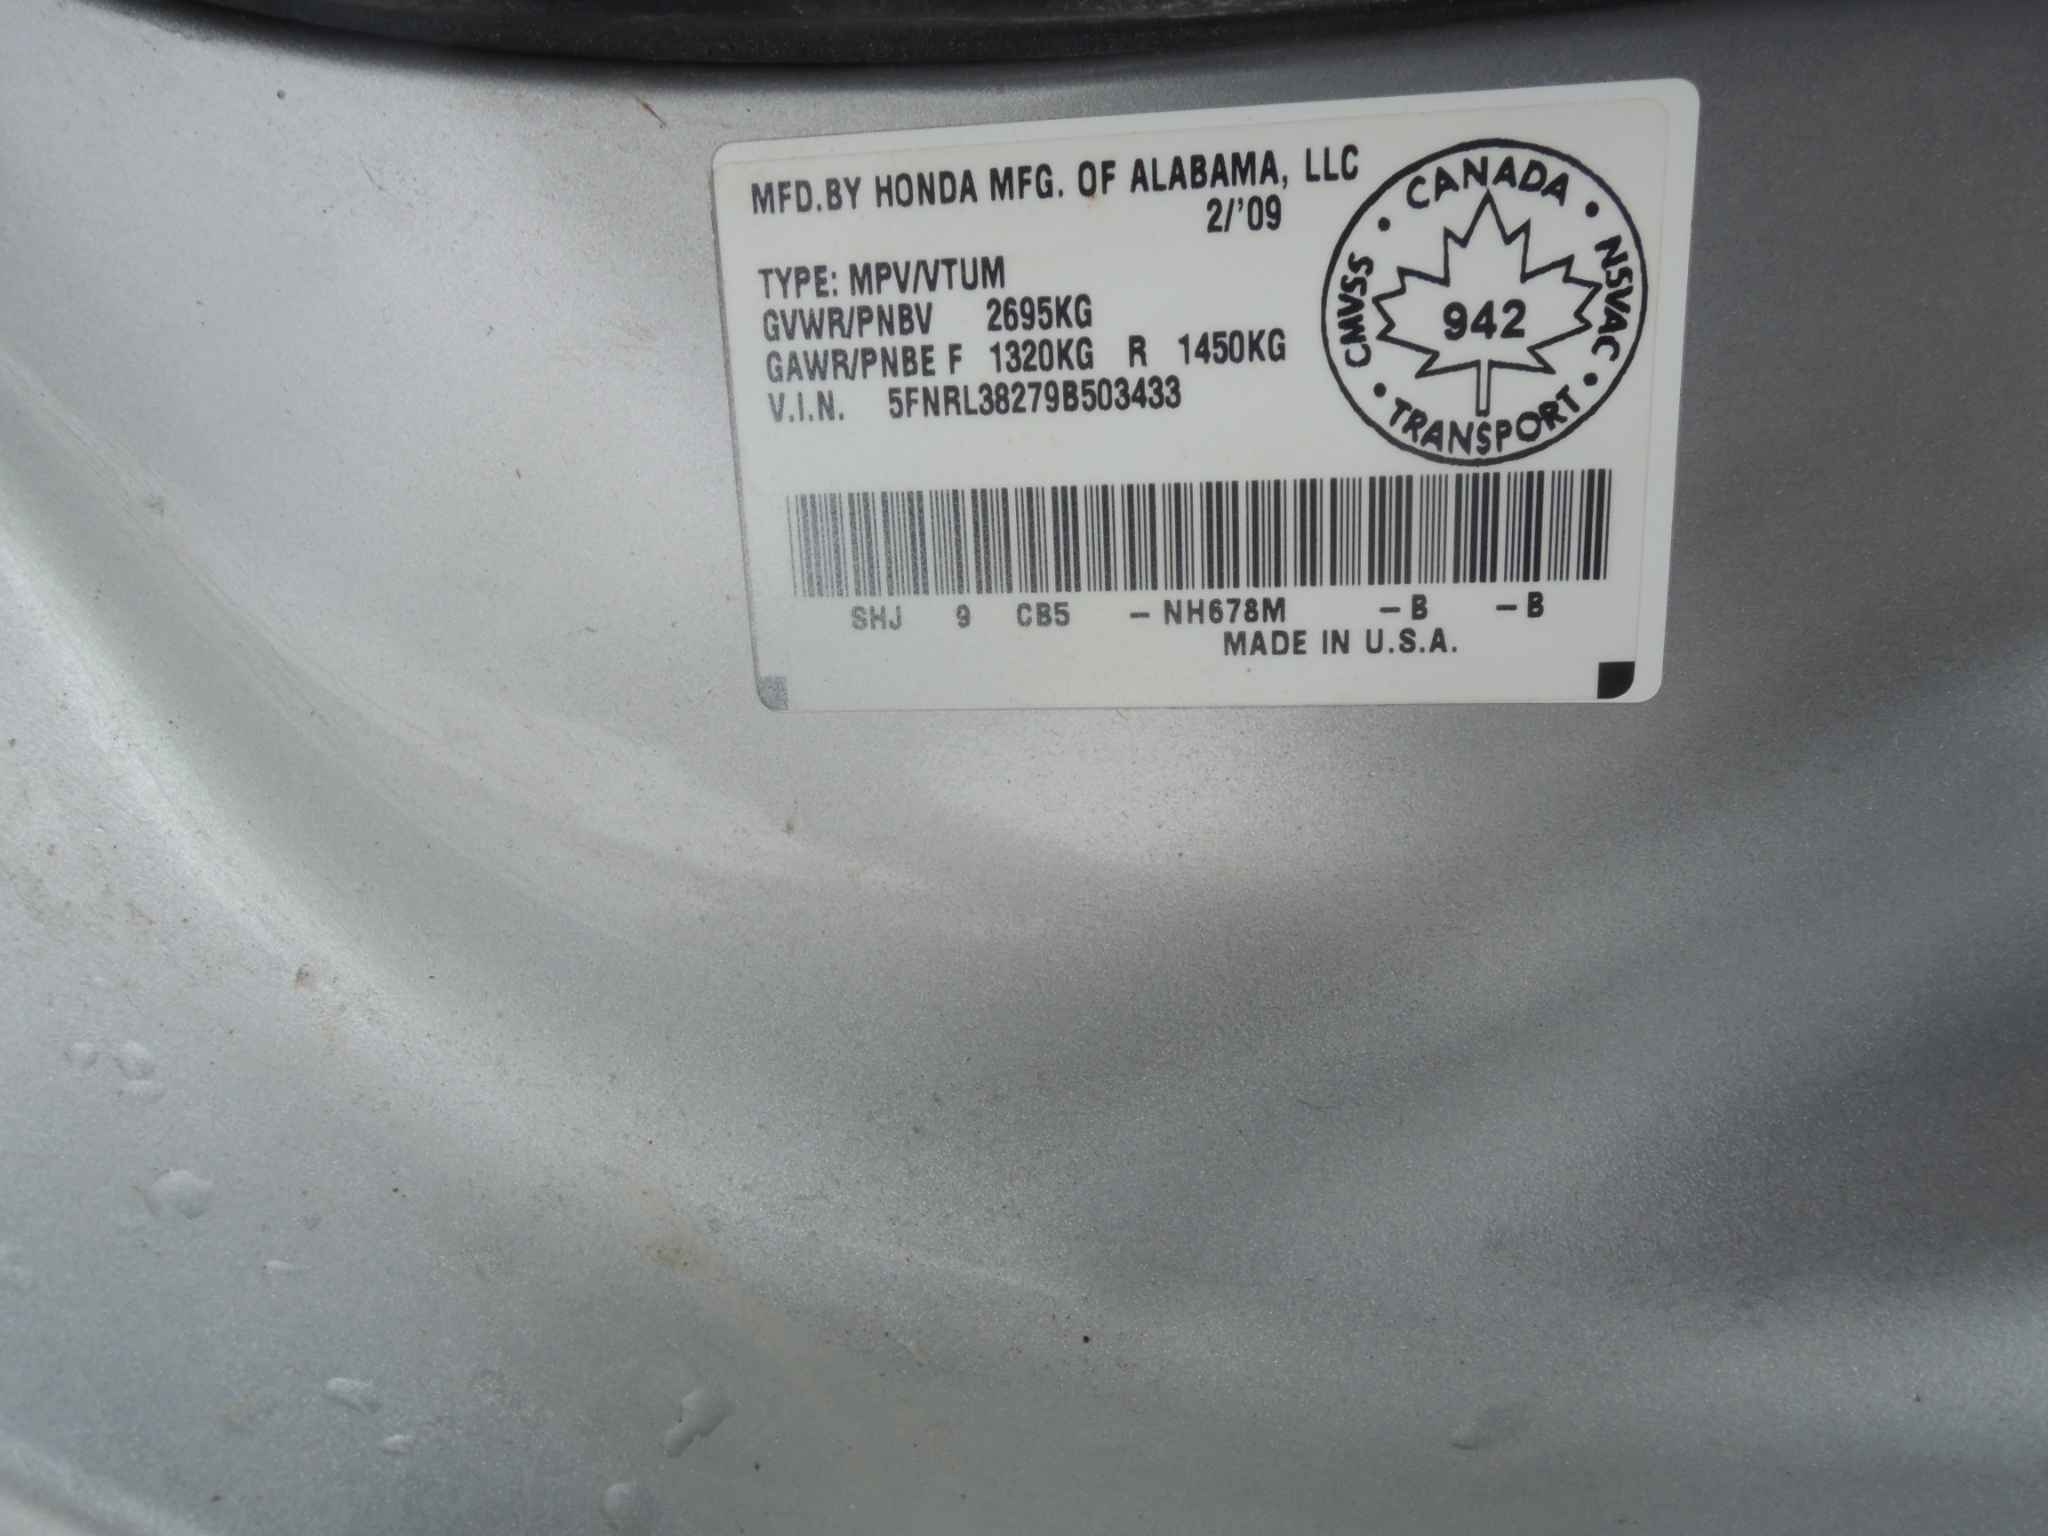 MFD.BY HONDA MFG. OF ALABAMA, LLC
2/'09
TYPE: MPV/VTUM
GVWR/PNBV 2695KG
GAWR/PNBE F 1320KG R 1450KG
V.I.N. 5FNRL38279B503433
CANADA
CMVSS
942
NSVAC
TRANSPORT
SHJ 9 CB5 -NH678M -B -B
MADE IN U.S.A.